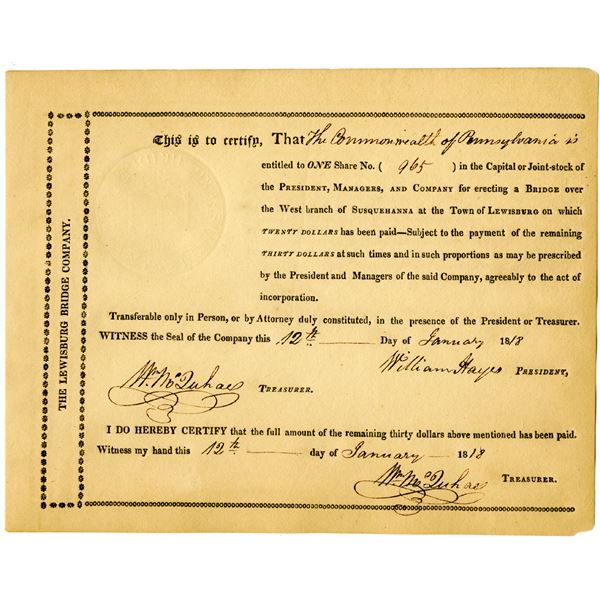 THE LEWISBURG BRIDGE COMPANY.
This is to certify, That The Commonwealth of Pennsylvania is
entitled to ONE Share No. ( 965 ) in the Capital or Joint-stock of
the President, Managers, and Company for erecting a Bridge over
the West branch of Susquehanna at the Town of Lewisburg on which
TWENTY DOLLARS has been paid—Subject to the payment of the remaining
THIRTY DOLLARS at such times and in such proportions as may be prescribed
by the President and Managers of the said Company, agreeably to the act of
incorporation.
Transferable only in Person, or by Attorney duly constituted, in the presence of the President or Treasurer.
WITNESS the Seal of the Company this 12th Day of January 1818
William Hayes President,
Wm. Treasurer.
I DO HEREBY CERTIFY that the full amount of the remaining thirty dollars above mentioned has been paid.
Witness my hand this 12th day of January 1818
Wm. Treasurer.